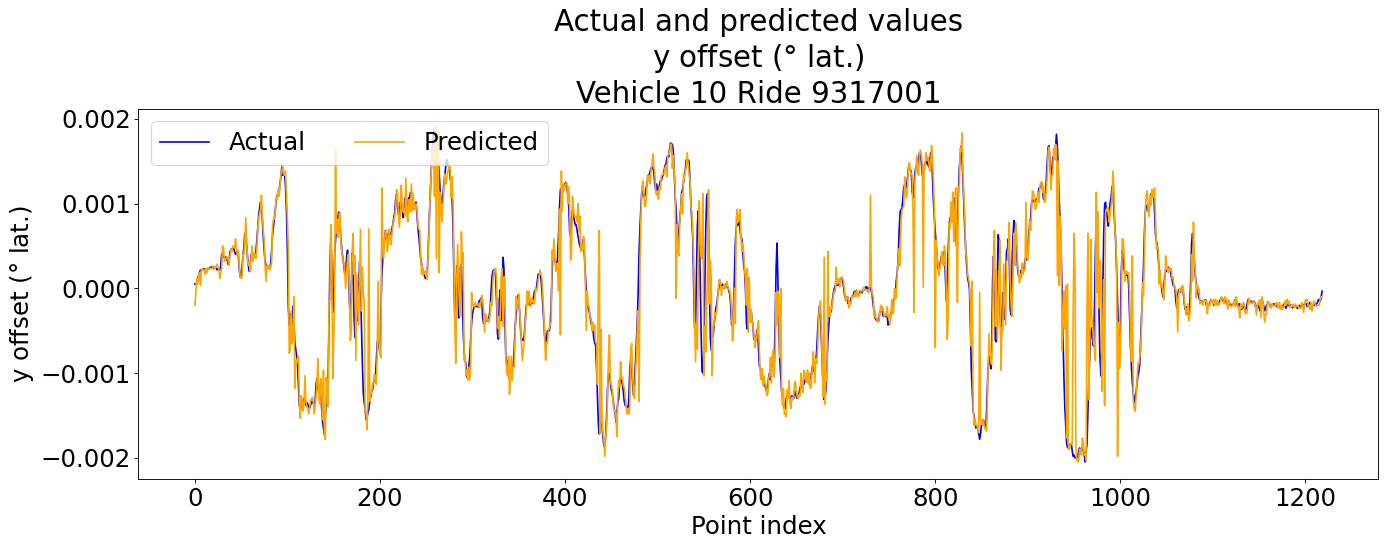 Actual and predicted values
y offset (° lat.)
Vehicle 10 Ride 9317001
Actual
Predicted
y offset (° lat.)
0.002
0.001
0.000
−0.001
−0.002
0
200
400
600
800
1000
1200
Point index